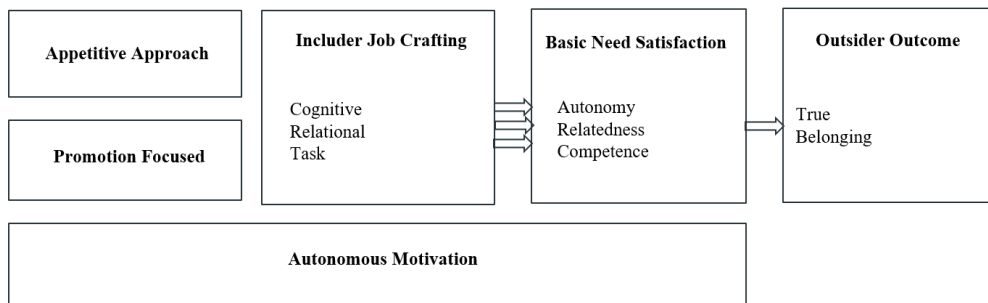 Appetitive Approach
Promotion Focused
Includer Job Crafting
Cognitive
Relational
Task
Basic Need Satisfaction
Autonomy
Relatedness
Competence
Outsider Outcome
True
Belonging
Autonomous Motivation